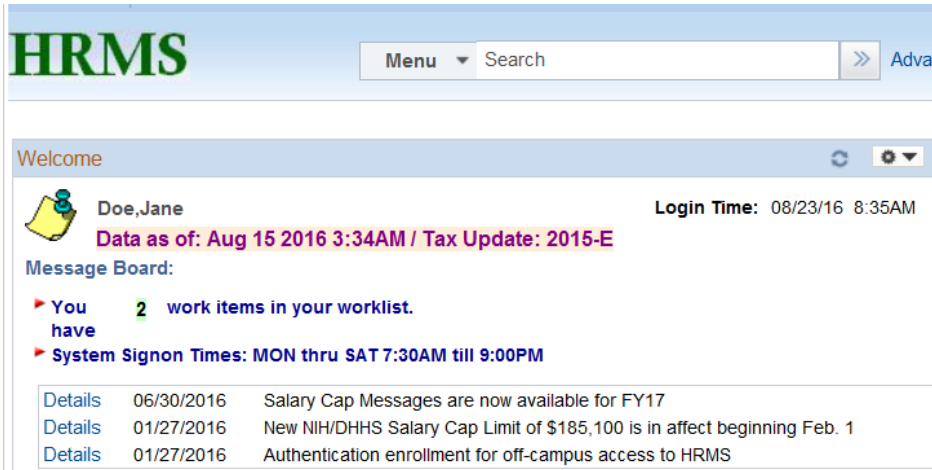 HRMS
Menu Search Adva
Welcome
Doe,Jane Login Time: 08/23/16 8:35AM
Data as of: Aug 15 2016 3:34AM / Tax Update: 2015-E
Message Board:
You have 2 work items in your worklist.
System Signon Times: MON thru SAT 7:30AM till 9:00PM
Details 06/30/2016 Salary Cap Messages are now available for FY17
Details 01/27/2016 New NIH/DHHS Salary Cap Limit of $185,100 is in affect beginning Feb. 1
Details 01/27/2016 Authentication enrollment for off-campus access to HRMS